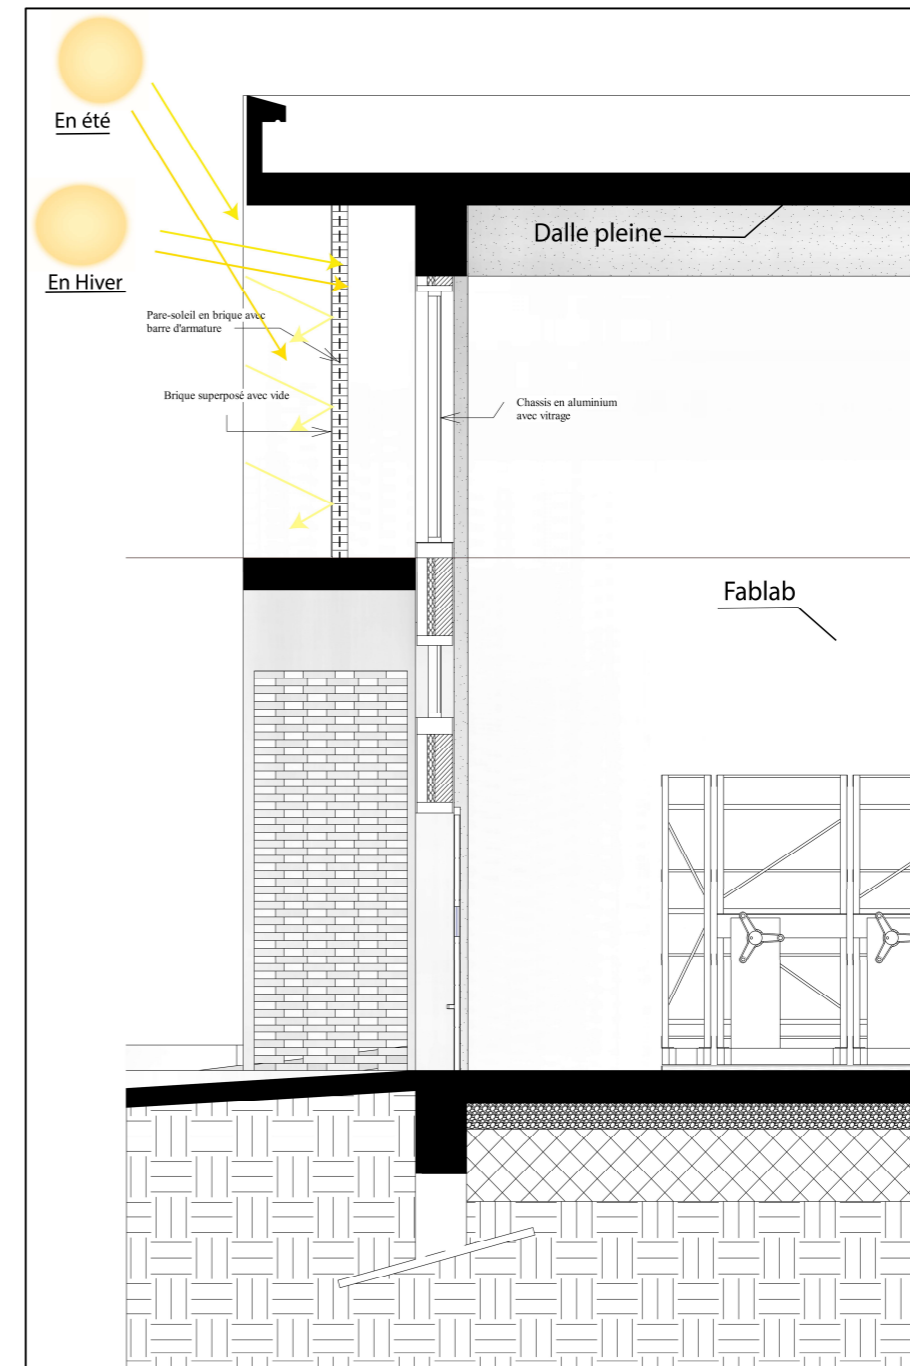 En été
En Hiver
Dalle pleine
Pare-soleil en brique avec
barre d'armature
Brique superposé avec vide
Chassis en aluminium
avec vitrage
Fablab